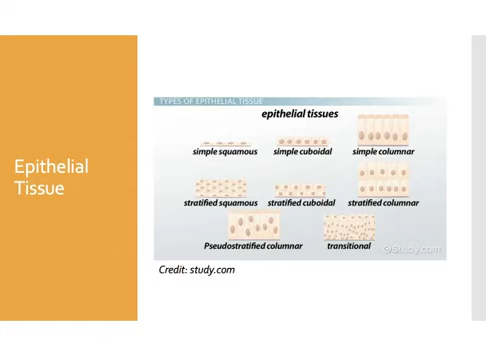 Epithelial
Tissue
TYPES OF EPITHELIAL TISSUE
epithelial tissues
simple squamous simple cuboidal simple columnar
stratified squamous stratified cuboidal stratified columnar
Pseudostratified columnar transitional
©Study.com
Credit: study.com